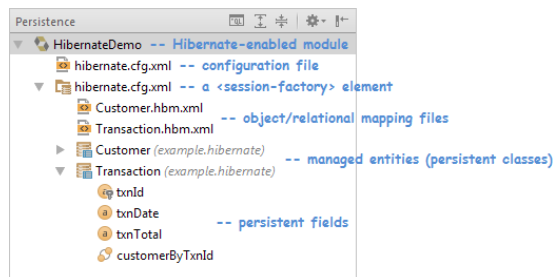 Persistence
HibernateDemo -- Hibernate-enabled module
hibernate.cfg.xml -- configuration file
hibernate.cfg.xml -- a <session-factory> element
Customer.hbm.xml
-- object/relational mapping files
Transaction.hbm.xml
Customer (example.hibernate)
-- managed entities (persistent classes)
Transaction (example.hibernate)
txnId
txnDate
-- persistent fields
txnTotal
customerByTxnId